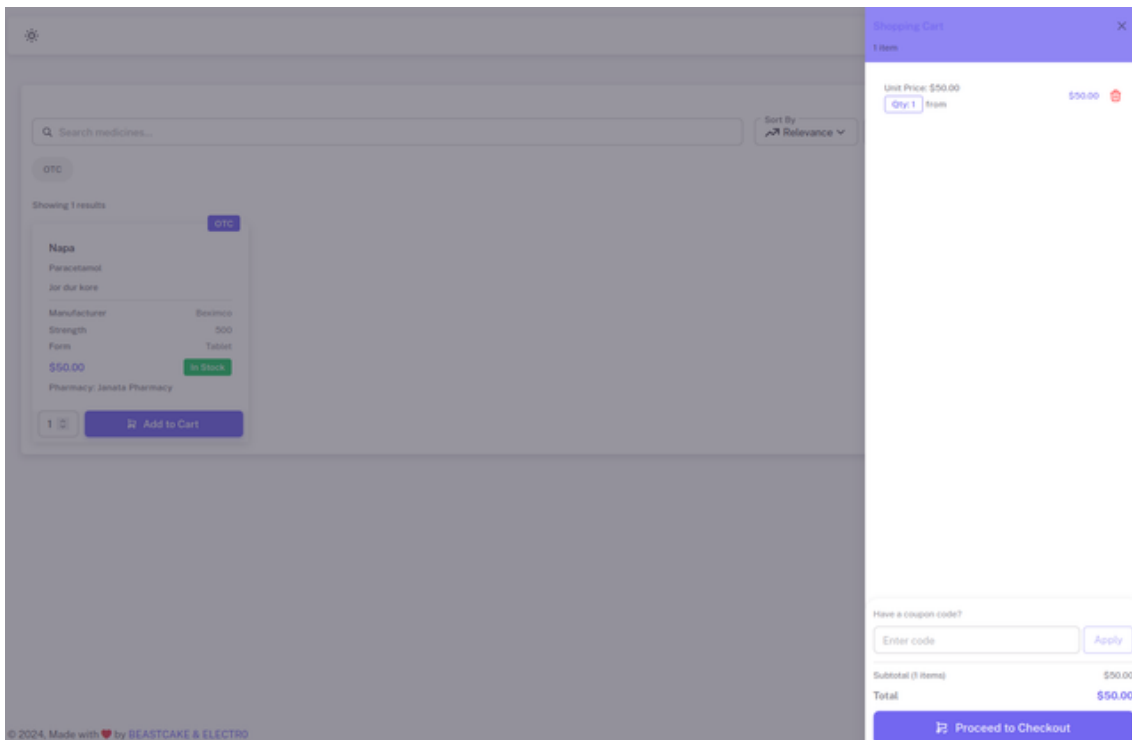 Shopping Cart
1 item
Unit Price: $50.00
Qty: 1 from
$50.00
Search medicines...
Sort By
Relevance
OTC
Showing 1 results
OTC
Napa
Paracetamol
Jor dur kore
Manufacturer Beximco
Strength 500
Form Tablet
$50.00 In Stock
Pharmacy: Janata Pharmacy
1 Add to Cart
Have a coupon code?
Enter code Apply
Subtotal (1 items) $50.00
Total $50.00
Proceed to Checkout
© 2024, Made with ❤ by BEASTCAKE & ELECTRO